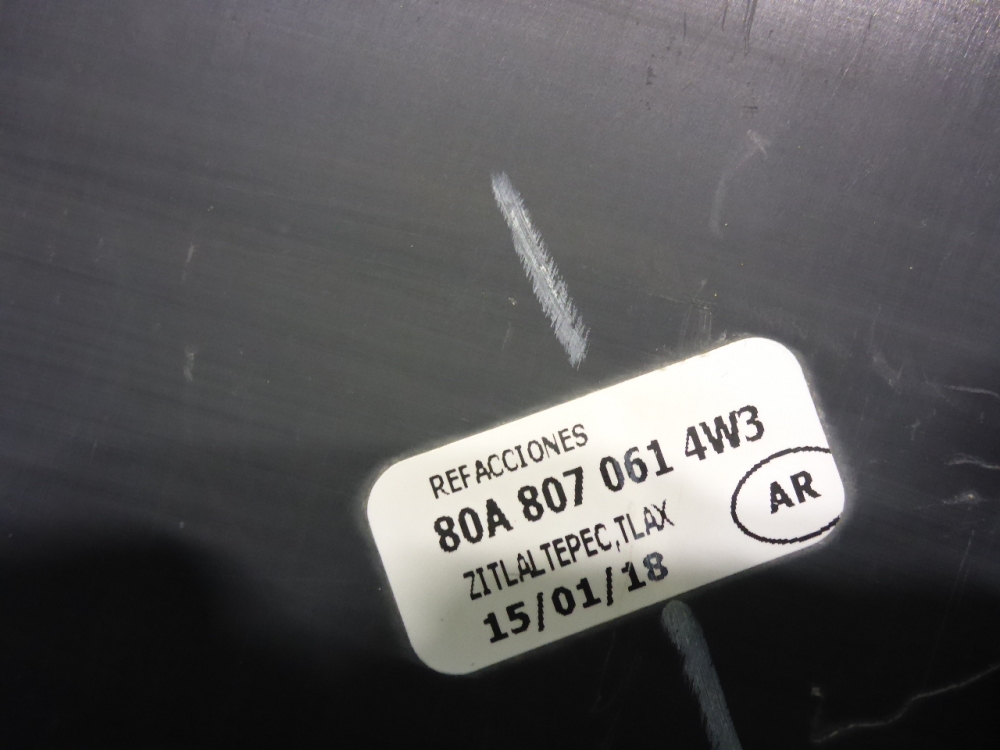 REFACCIONES
80A 807 061 4W3
AR
ZITLALTEPEC,TLAX
15/01/18